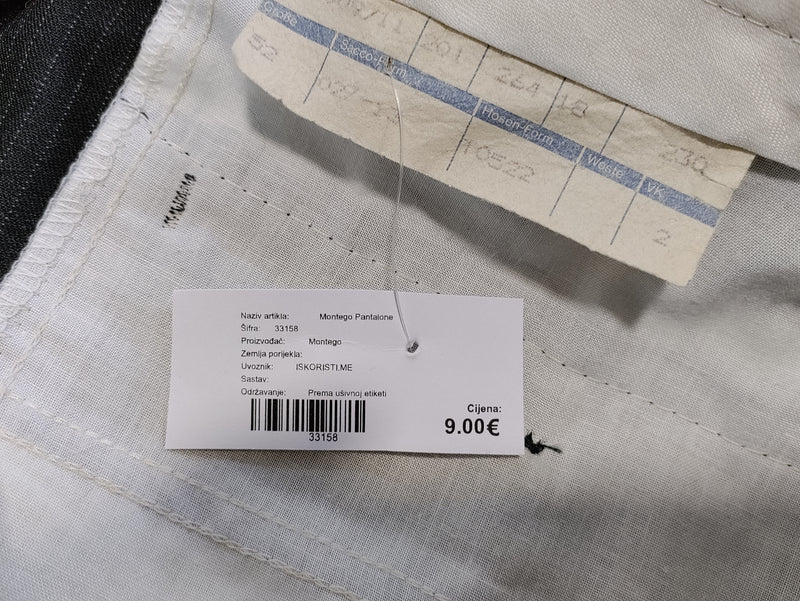 Größe
52
201
264
18
230
Sacco-Form
Hosen-Form
10522
Weste
VK
2
Naziv artikla: Montego Pantalone
Šifra: 33158
Proizvođač: Montego
Zemlja porijekla:
Uvoznik: ISKORISTI.ME
Sastav:
Održavanje: Prema ušivnoj etiketi
33158
Cijena:
9.00€